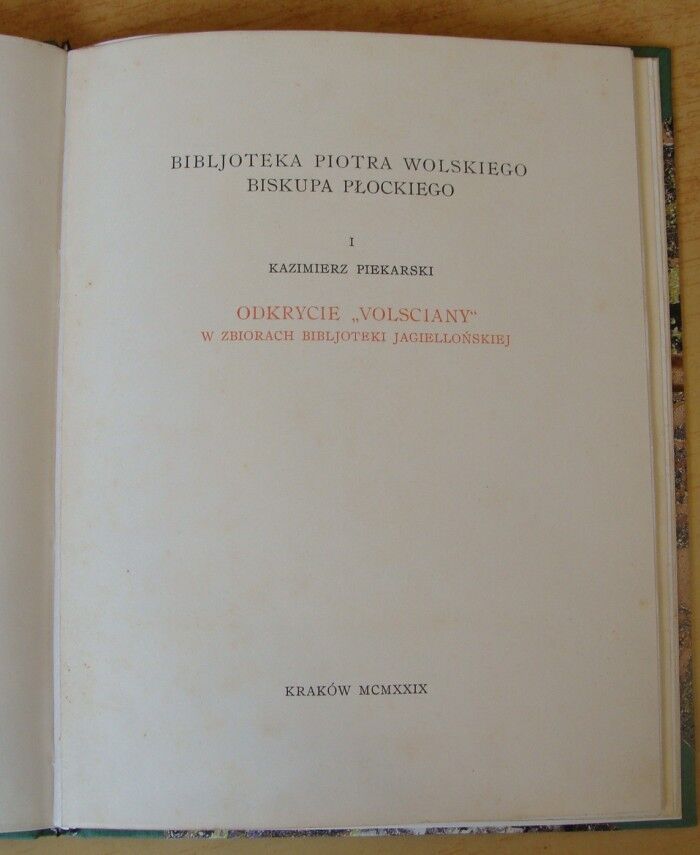 BIBLJOTEKA PIOTRA WOLSKIEGO
BISKUPA PŁOCKIEGO
I
KAZIMIERZ PIEKARSKI
ODKRYCIE „VOLSCIANY“
W ZBIORACH BIBLJOTEKI JAGIELLOŃSKIEJ
KRAKÓW MCMXXIX